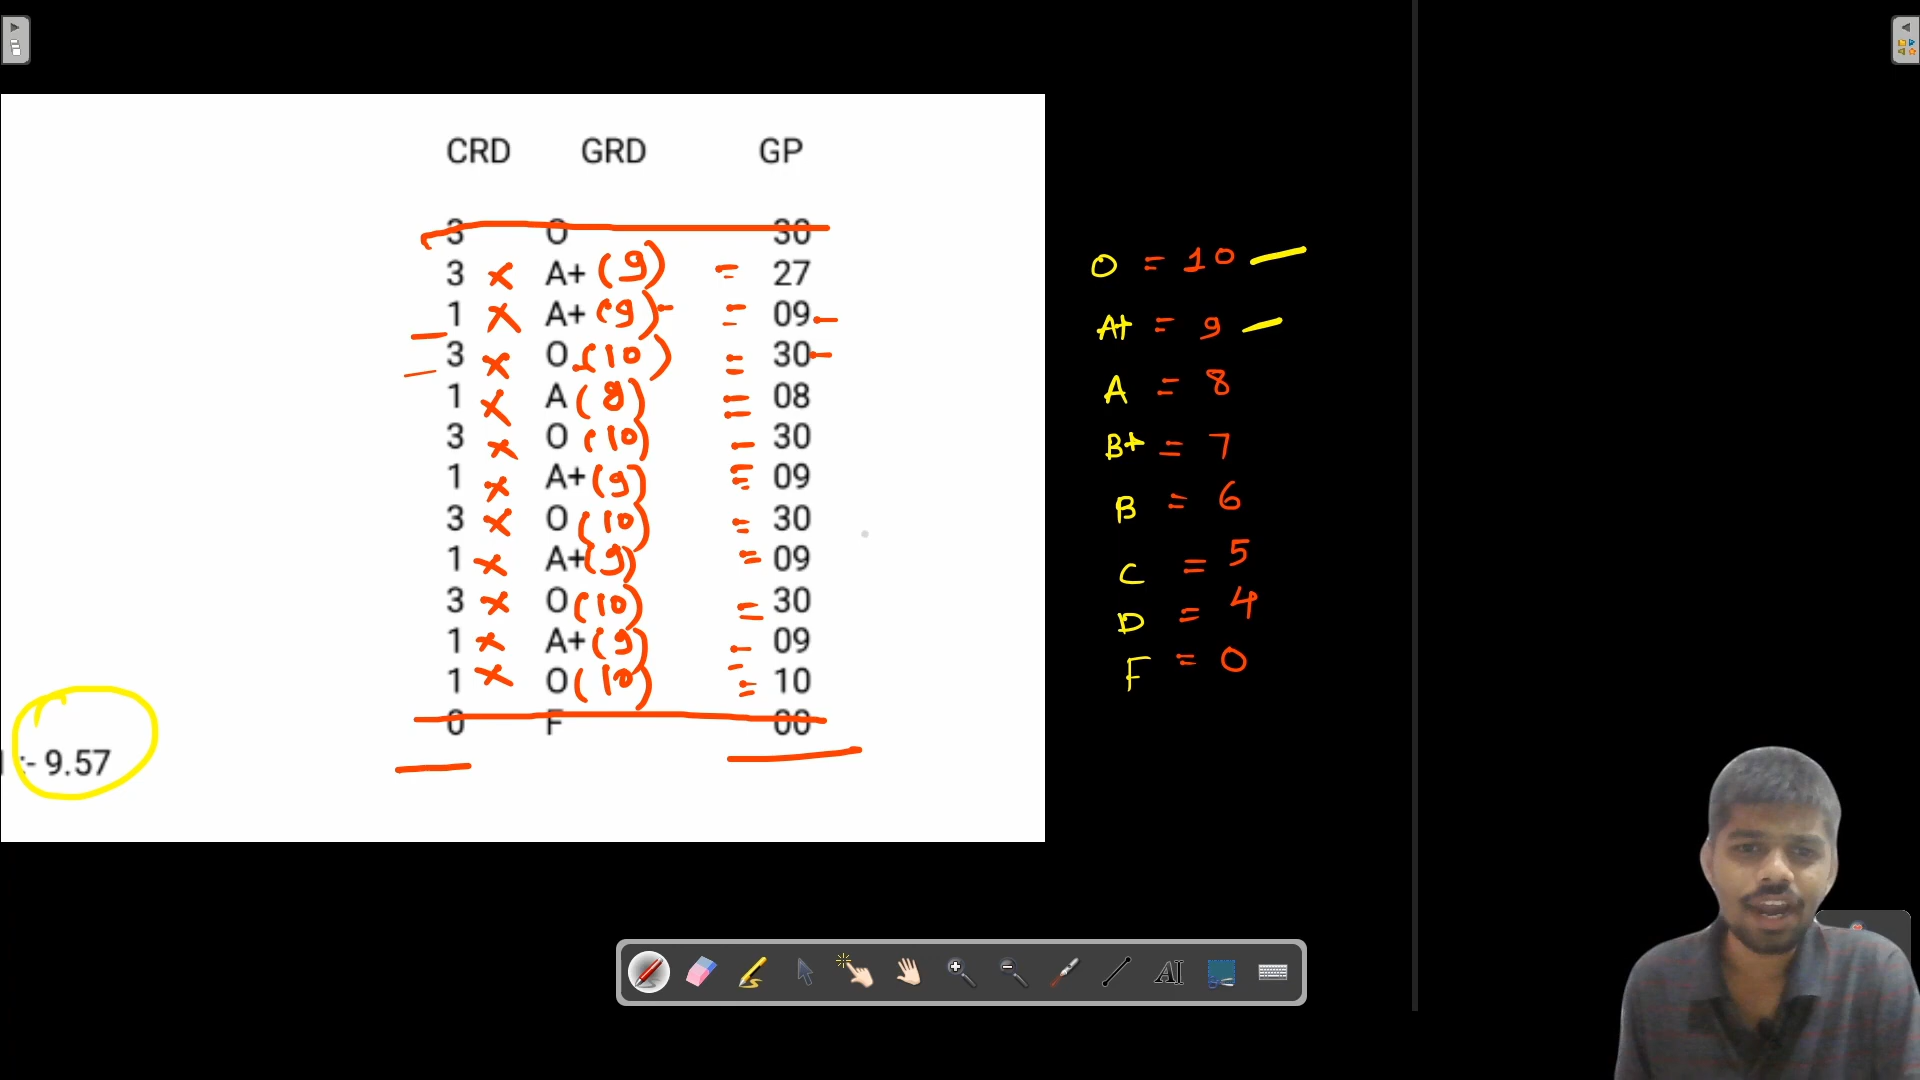 CRD GRD GP
3 O 30
3 × A+ (9) = 27
1 × A+ (9) = 09
3 × O (10) = 30
1 × A (8) = 08
3 × O (10) = 30
1 × A+ (9) = 09
3 × O (10) = 30
1 × A+ (9) = 09
3 × O (10) = 30
1 × A+ (9) = 09
1 × O (10) = 10
0 F 00
:- 9.57
O = 10
A+ = 9
A = 8
B+ = 7
B = 6
C = 5
D = 4
F = 0
AI